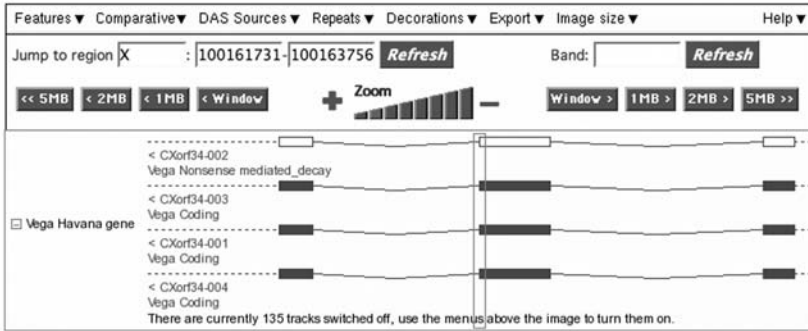 Features▼ Comparative▼ DAS Sources ▼ Repeats ▼ Decorations ▼ Export ▼ Image size ▼ Help ▼
Jump to region X : 100161731-100163756 Refresh Band: Refresh
<< 5MB < 2MB < 1MB < Window + Zoom - Window > 1MB > 2MB > 5MB >>
< CXorf34-002
Vega Nonsense mediated_decay
< CXorf34-003
Vega Coding
Vega Havana gene
< CXorf34-001
Vega Coding
< CXorf34-004
Vega Coding
There are currently 135 tracks switched off, use the menus above the image to turn them on.